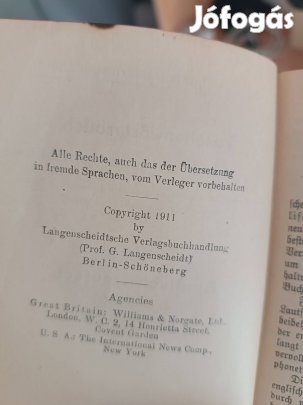 Jófogás
Alle Rechte, auch das der Übersetzung
in fremde Sprachen, vom Verleger vorbehalten
Copyright 1911
by
Langenscheidtsche Verlagsbuchhandlung
(Prof. G. Langenscheidt)
Berlin-Schöneberg
Agencies
Great Britain: Williams & Norgate, Ltd.
London, W. C. 2, 14 Henrietta Street,
Covent Garden
U. S. A.: The International News Comp.,
New York